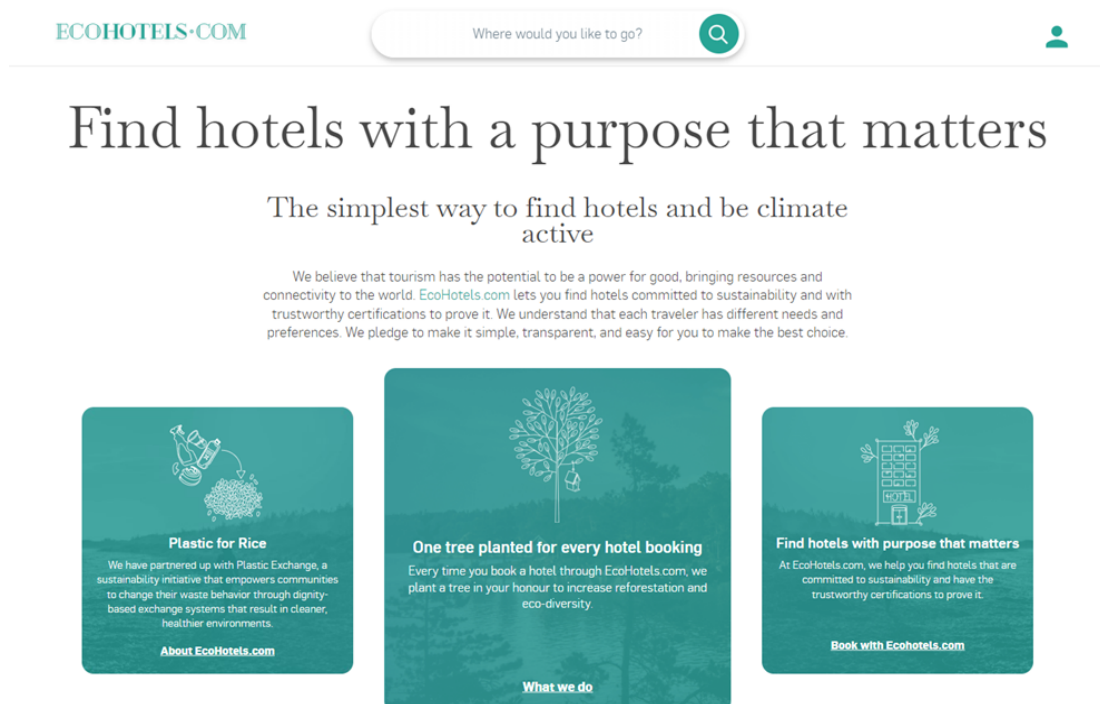 ECOHOTELS·COM
Where would you like to go?
Find hotels with a purpose that matters
The simplest way to find hotels and be climate
active
We believe that tourism has the potential to be a power for good, bringing resources and
connectivity to the world. EcoHotels.com lets you find hotels committed to sustainability and with
trustworthy certifications to prove it. We understand that each traveler has different needs and
preferences. We pledge to make it simple, transparent, and easy for you to make the best choice.
Plastic for Rice
We have partnered up with Plastic Exchange, a
sustainability initiative that empowers communities
to change their waste behavior through dignity-
based exchange systems that result in cleaner,
healthier environments.
About EcoHotels.com
One tree planted for every hotel booking
Every time you book a hotel through EcoHotels.com, we
plant a tree in your honour to increase reforestation and
eco-diversity.
What we do
HOTEL
Find hotels with purpose that matters
At EcoHotels.com, we help you find hotels that are
committed to sustainability and have the
trustworthy certifications to prove it.
Book with Ecohotels.com